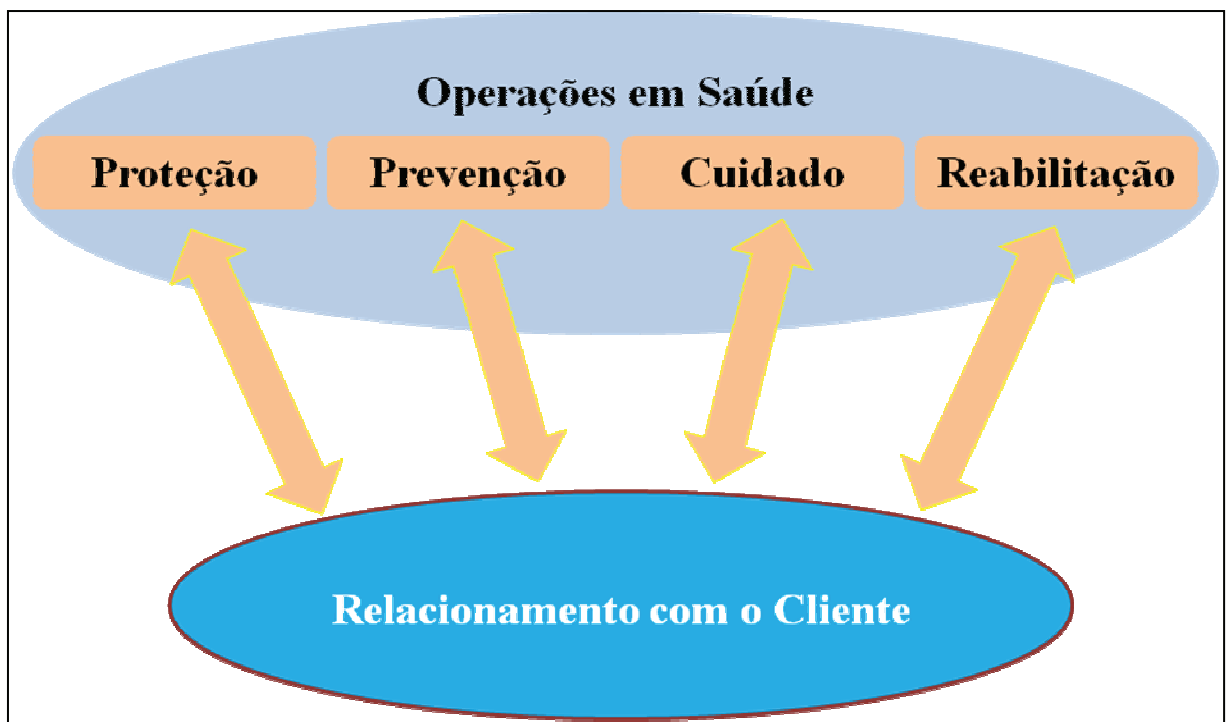 Operações em Saúde
Proteção Prevenção Cuidado Reabilitação
Relacionamento com o Cliente